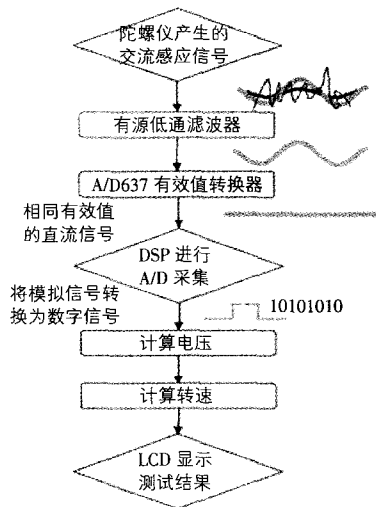 陀螺仪产生的
交流感应信号
有源低通滤波器
A/D637 有效值转换器
相同有效值
的直流信号
DSP 进行
A/D 采集
将模拟信号转
换为数字信号
10101010
计算电压
计算转速
LCD 显示
测试结果